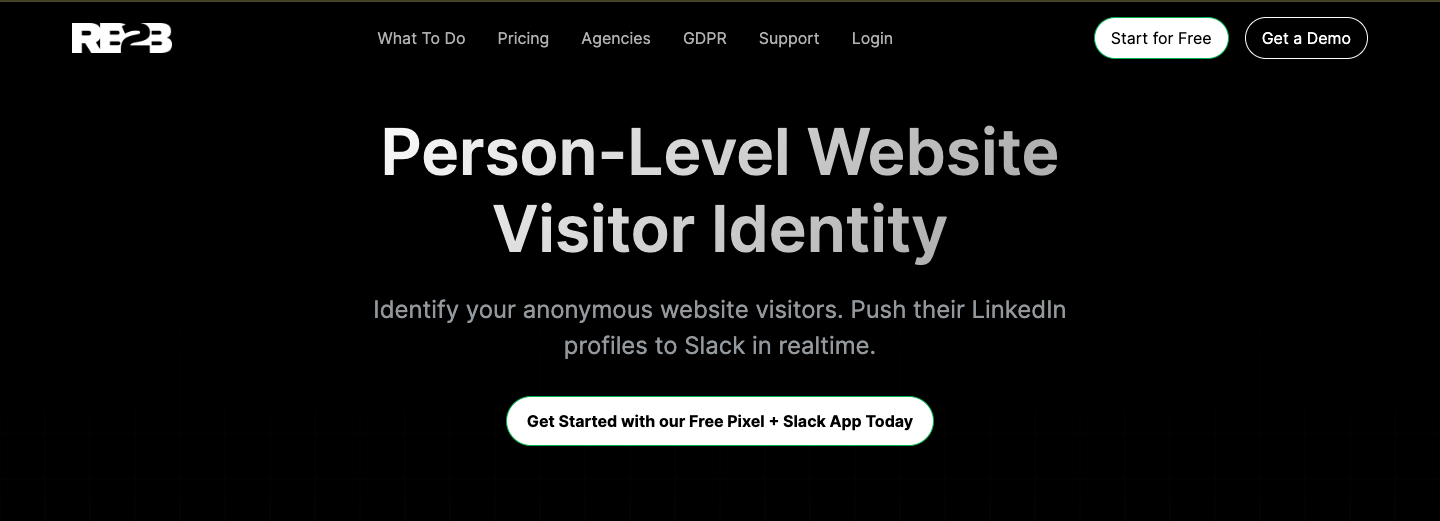 RB2B
What To Do
Pricing
Agencies
GDPR
Support
Login
Start for Free
Get a Demo
Person-Level Website
Visitor Identity
Identify your anonymous website visitors. Push their LinkedIn
profiles to Slack in realtime.
Get Started with our Free Pixel + Slack App Today